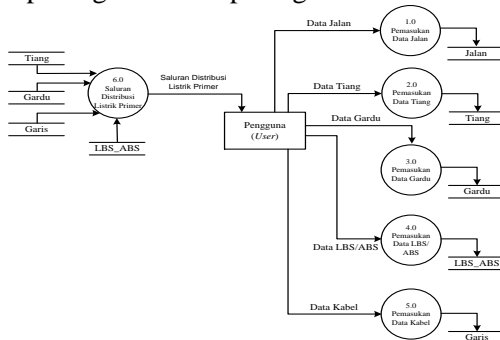 Tiang
Gardu
Garis
6.0
Saluran
Distribusi
Listrik Primer
LBS_ABS
Saluran Distribusi
Listrik Primer
Pengguna
(User)
Data Jalan
1.0
Pemasukan
Data Jalan
Jalan
Data Tiang
2.0
Pemasukan
Data Tiang
Tiang
Data Gardu
3.0
Pemasukan
Data Gardu
Gardu
Data LBS/ABS
4.0
Pemasukan
Data LBS/
ABS
LBS_ABS
Data Kabel
5.0
Pemasukan
Data Kabel
Garis